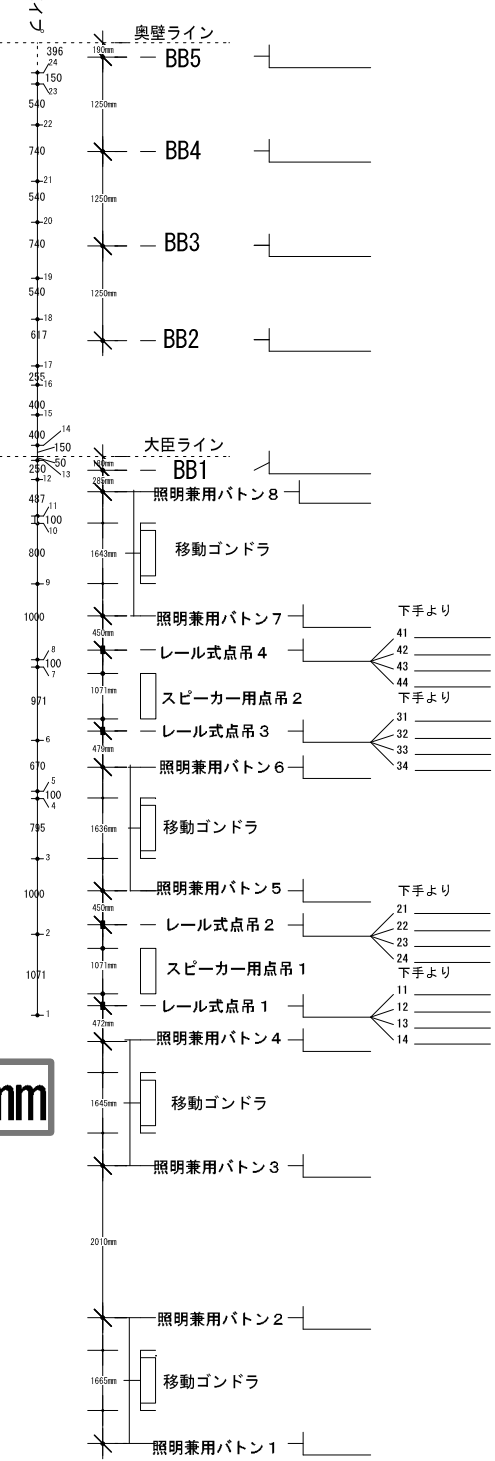 イプ
奥壁ライン
396
190mm
BB5
24
150
23
540
1250mm
22
740
BB4
21
540
1250mm
20
740
BB3
19
540
1250mm
18
617
BB2
17
255
16
400
15
400
14
大臣ライン
150
50
180mm
BB1
250
13
12
285mm
487
照明兼用バトン8
11
100
10
800
1643mm
移動ゴンドラ
9
1000
照明兼用バトン7
下手より
450mm
41
8
レール式点吊4
42
100
43
7
44
1071mm
971
スピーカー用点吊2
下手より
31
6
レール式点吊3
32
479mm
33
670
照明兼用バトン6
34
5
100
4
795
1636mm
移動ゴンドラ
3
1000
照明兼用バトン5
下手より
450mm
21
2
レール式点吊2
22
23
24
1071
1071mm
スピーカー用点吊1
下手より
11
1
レール式点吊1
12
472mm
13
照明兼用バトン4
14
mm
1645mm
移動ゴンドラ
照明兼用バトン3
2010mm
照明兼用バトン2
1665mm
移動ゴンドラ
照明兼用バトン1